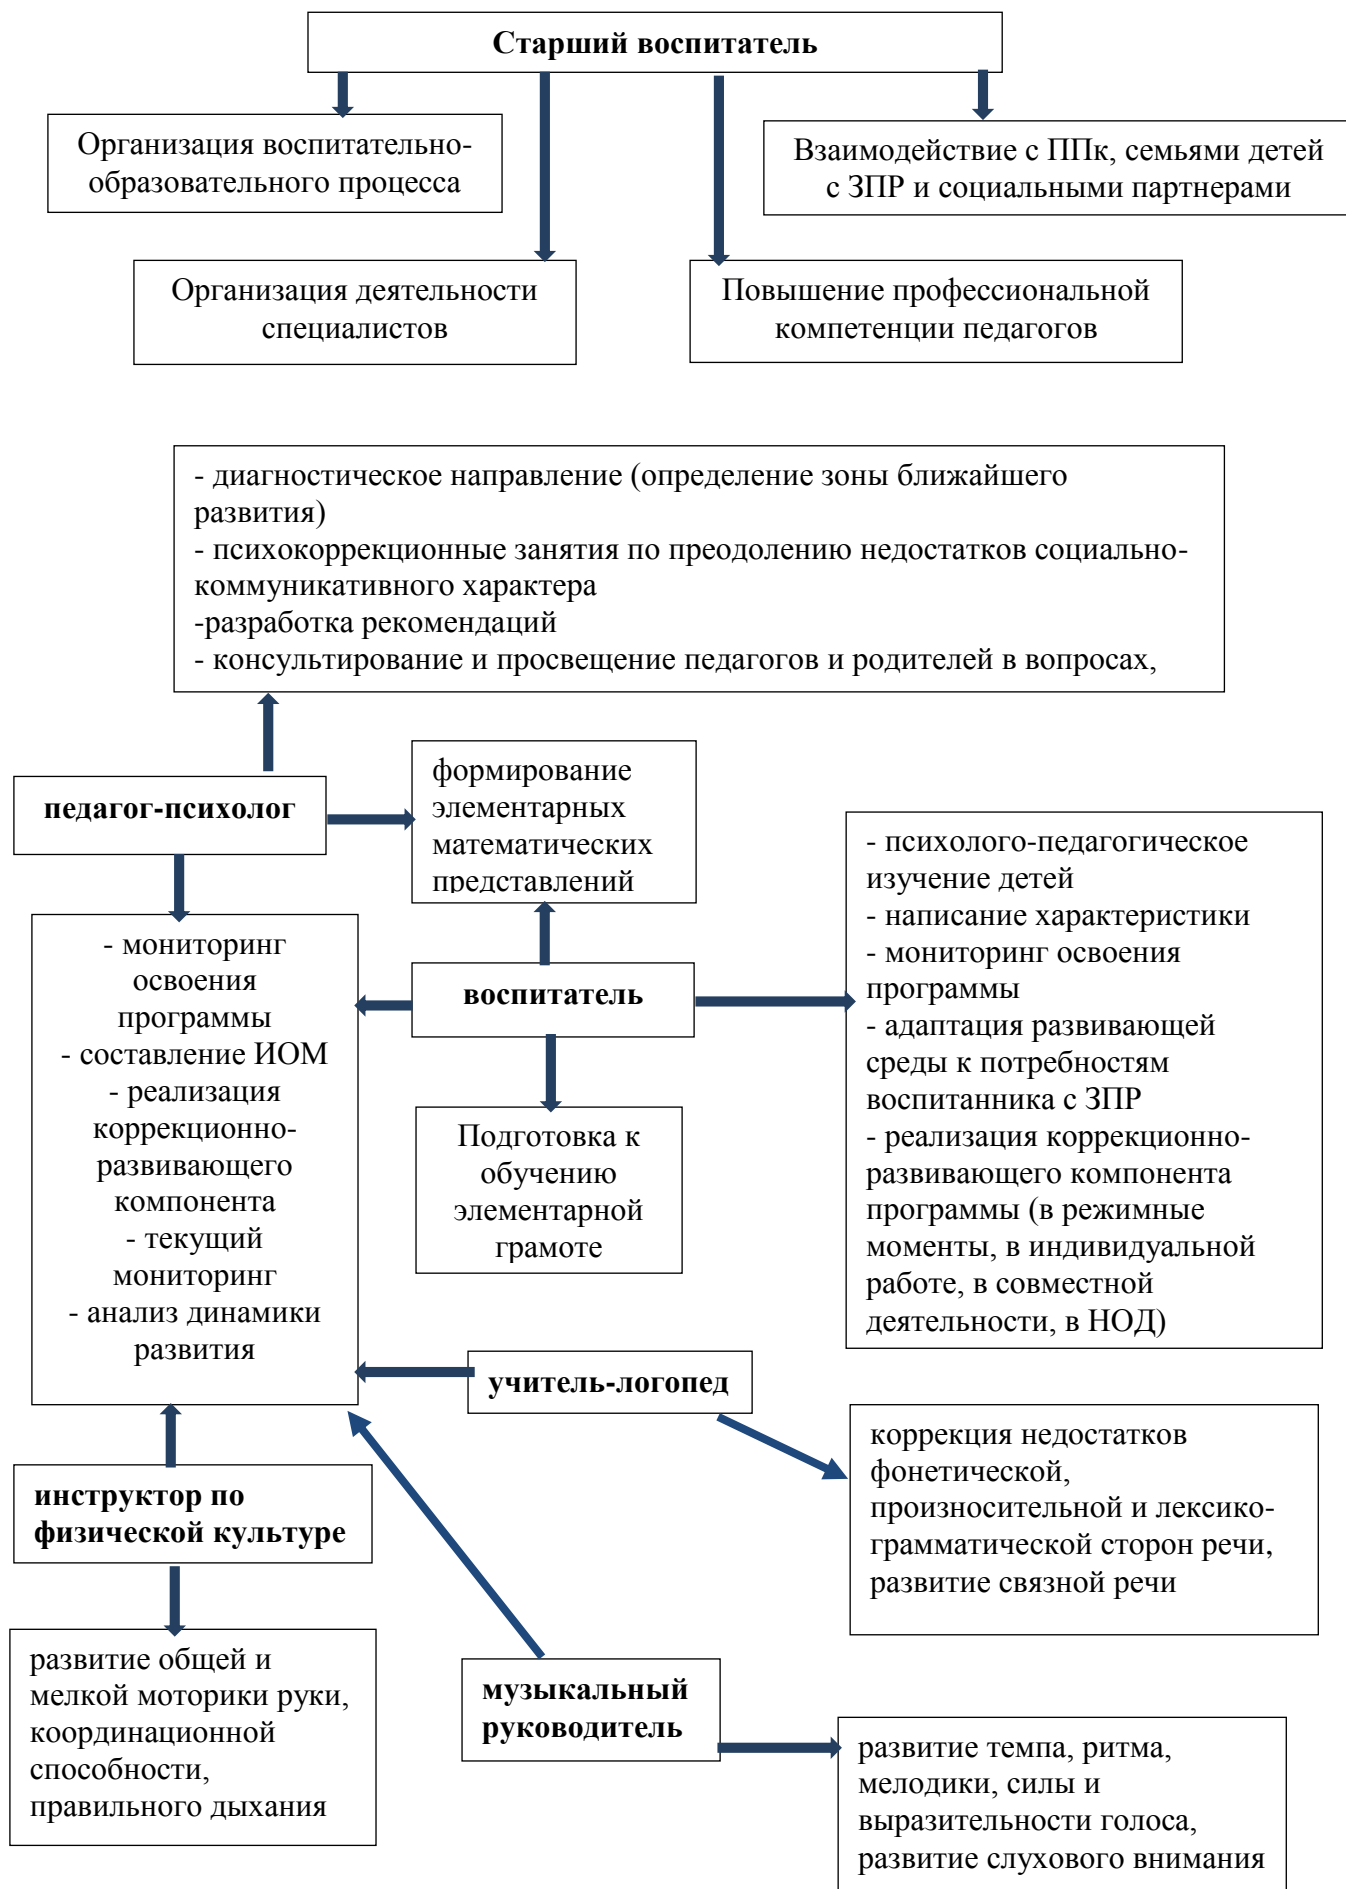 Старший воспитатель
Организация воспитательно-
образовательного процесса
Взаимодействие с ППк, семьями детей
с ЗПР и социальными партнерами
Организация деятельности
специалистов
Повышение профессиональной
компетенции педагогов
- диагностическое направление (определение зоны ближайшего
развития)
- психокоррекционные занятия по преодолению недостатков социально-
коммуникативного характера
-разработка рекомендаций
- консультирование и просвещение педагогов и родителей в вопросах,
педагог-психолог
формирование
элементарных
математических
представлений
- психолого-педагогическое
изучение детей
- написание характеристики
- мониторинг освоения
программы
- адаптация развивающей
среды к потребностям
воспитанника с ЗПР
- реализация коррекционно-
развивающего компонента
программы (в режимные
моменты, в индивидуальной
работе, в совместной
деятельности, в НОД)
- мониторинг
освоения
программы
- составление ИОМ
- реализация
коррекционно-
развивающего
компонента
- текущий
мониторинг
- анализ динамики
развития
воспитатель
Подготовка к
обучению
элементарной
грамоте
учитель-логопед
коррекция недостатков
фонетической,
произносительной и лексико-
грамматической сторон речи,
развитие связной речи
инструктор по
физической культуре
развитие общей и
мелкой моторики руки,
координационной
способности,
правильного дыхания
музыкальный
руководитель
развитие темпа, ритма,
мелодики, силы и
выразительности голоса,
развитие слухового внимания